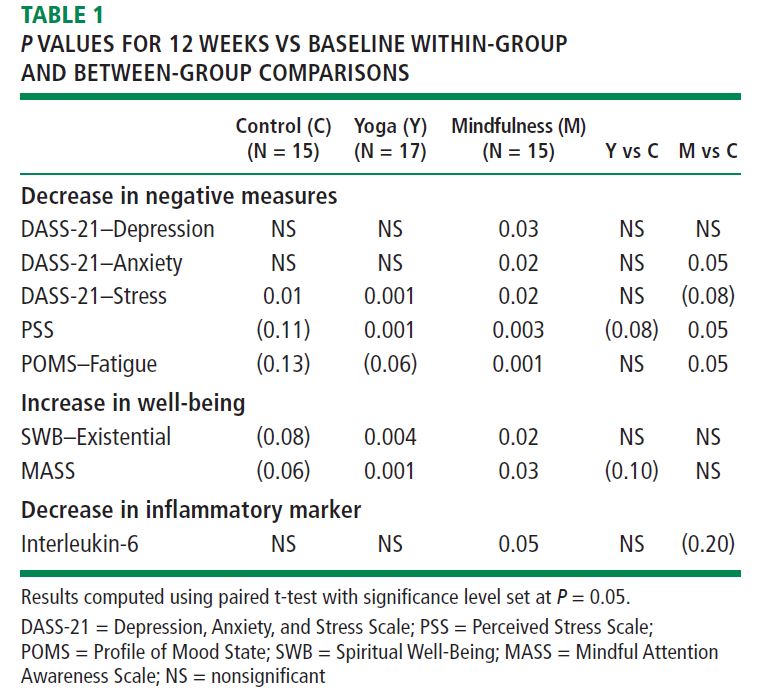 TABLE 1
P VALUES FOR 12 WEEKS VS BASELINE WITHIN-GROUP
AND BETWEEN-GROUP COMPARISONS
Control (C) Yoga (Y) Mindfulness (M)
(N = 15) (N = 17) (N = 15) Y vs C M vs C
Decrease in negative measures
DASS-21–Depression NS NS 0.03 NS NS
DASS-21–Anxiety NS NS 0.02 NS 0.05
DASS-21–Stress 0.01 0.001 0.02 NS (0.08)
PSS (0.11) 0.001 0.003 (0.08) 0.05
POMS–Fatigue (0.13) (0.06) 0.001 NS 0.05
Increase in well-being
SWB–Existential (0.08) 0.004 0.02 NS NS
MASS (0.06) 0.001 0.03 (0.10) NS
Decrease in inflammatory marker
Interleukin-6 NS NS 0.05 NS (0.20)
Results computed using paired t-test with significance level set at P = 0.05.
DASS-21 = Depression, Anxiety, and Stress Scale; PSS = Perceived Stress Scale;
POMS = Profile of Mood State; SWB = Spiritual Well-Being; MASS = Mindful Attention
Awareness Scale; NS = nonsignificant